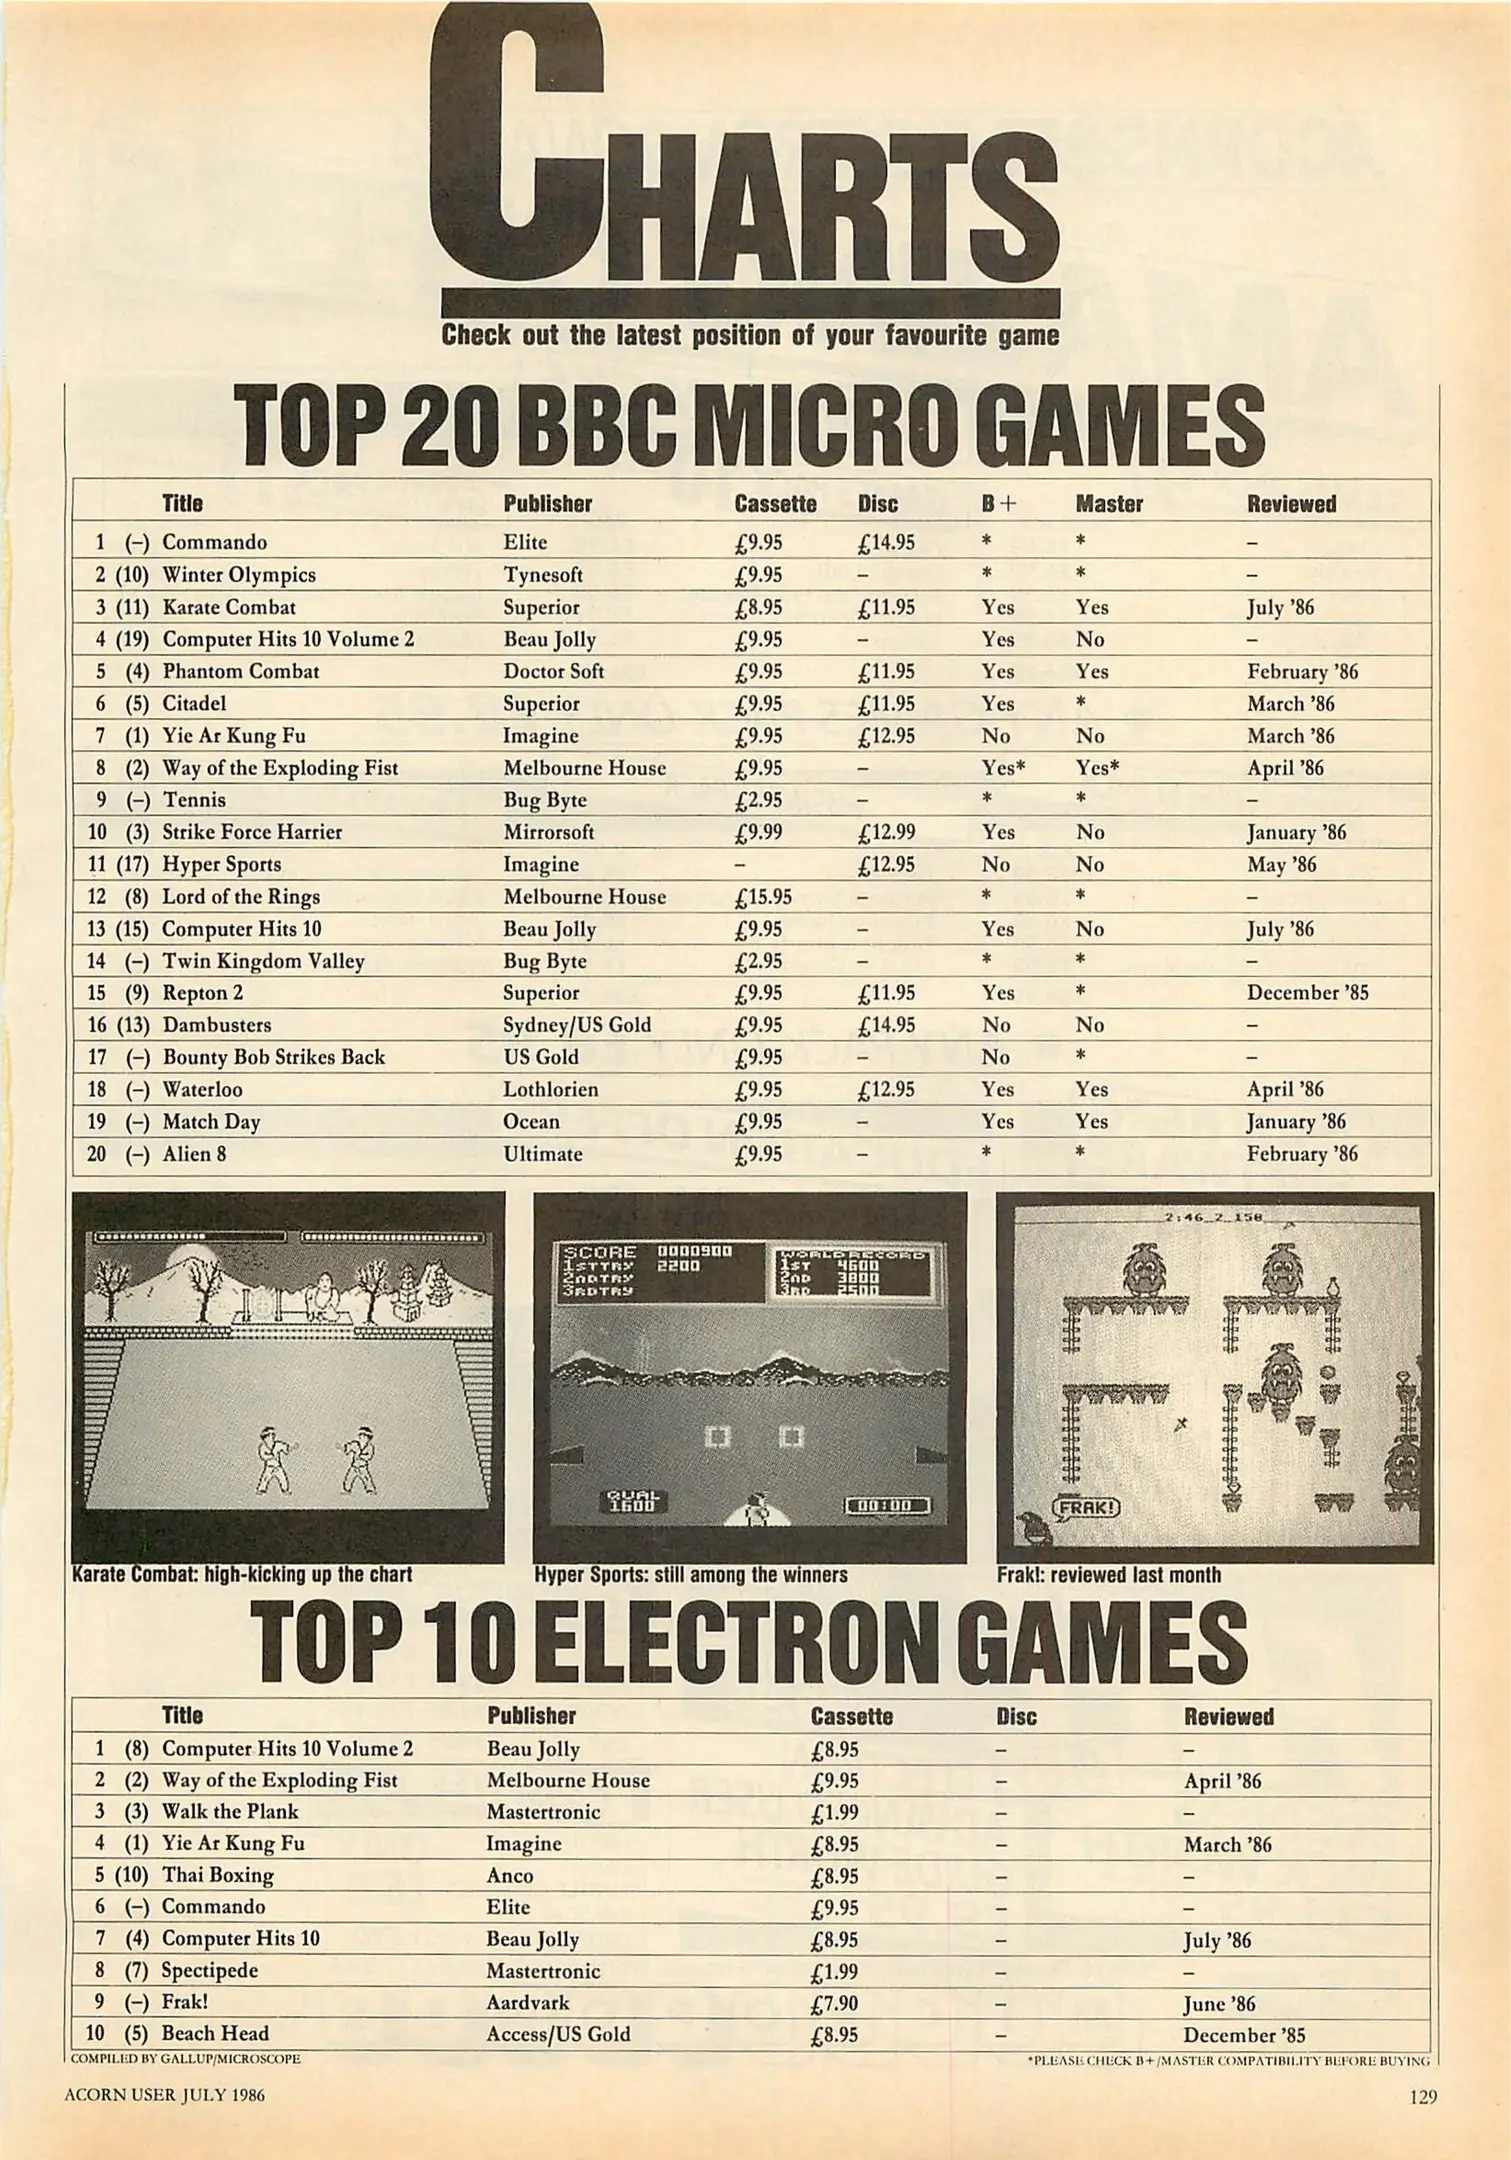 CHARTS
Check out the latest position of your favourite game
TOP 20 BBC MICRO GAMES
Title Publisher Cassette Disc B+ Master Reviewed
1 (–) Commando Elite £9.95 £14.95 * * –
2 (10) Winter Olympics Tynesoft £9.95 – * * –
3 (11) Karate Combat Superior £8.95 £11.95 Yes Yes July '86
4 (19) Computer Hits 10 Volume 2 Beau Jolly £9.95 – Yes No –
5 (4) Phantom Combat Doctor Soft £9.95 £11.95 Yes Yes February '86
6 (5) Citadel Superior £9.95 £11.95 Yes * March '86
7 (1) Yie Ar Kung Fu Imagine £9.95 £12.95 No No March '86
8 (2) Way of the Exploding Fist Melbourne House £9.95 – Yes* Yes* April '86
9 (–) Tennis Bug Byte £2.95 – * * –
10 (3) Strike Force Harrier Mirrorsoft £9.99 £12.99 Yes No January '86
11 (17) Hyper Sports Imagine – £12.95 No No May '86
12 (8) Lord of the Rings Melbourne House £15.95 – * * –
13 (15) Computer Hits 10 Beau Jolly £9.95 – Yes No July '86
14 (–) Twin Kingdom Valley Bug Byte £2.95 – * * –
15 (9) Repton 2 Superior £9.95 £11.95 Yes * December '85
16 (13) Dambusters Sydney/US Gold £9.95 £14.95 No No –
17 (–) Bounty Bob Strikes Back US Gold £9.95 – No * –
18 (–) Waterloo Lothlorien £9.95 £12.95 Yes Yes April '86
19 (–) Match Day Ocean £9.95 – Yes Yes January '86
20 (–) Alien 8 Ultimate £9.95 – * * February '86
SCORE 0000900 WORLD RECORD
1STTRY 2200 1ST 4600
2NDTRY 2ND 3800
3RDTRY 3RD 2500
QUAL
1600
00:00
2:46 2 150
FRAK!
Karate Combat: high-kicking up the chart
Hyper Sports: still among the winners
Frak!: reviewed last month
TOP 10 ELECTRON GAMES
Title Publisher Cassette Disc Reviewed
1 (8) Computer Hits 10 Volume 2 Beau Jolly £8.95 – –
2 (2) Way of the Exploding Fist Melbourne House £9.95 – April '86
3 (3) Walk the Plank Mastertronic £1.99 – –
4 (1) Yie Ar Kung Fu Imagine £8.95 – March '86
5 (10) Thai Boxing Anco £8.95 – –
6 (–) Commando Elite £9.95 – –
7 (4) Computer Hits 10 Beau Jolly £8.95 – July '86
8 (7) Spectipede Mastertronic £1.99 – –
9 (–) Frak! Aardvark £7.90 – June '86
10 (5) Beach Head Access/US Gold £8.95 – December '85
COMPILED BY GALLUP/MICROSCOPE
*PLEASE CHECK B+/MASTER COMPATIBILITY BEFORE BUYING
ACORN USER JULY 1986
129